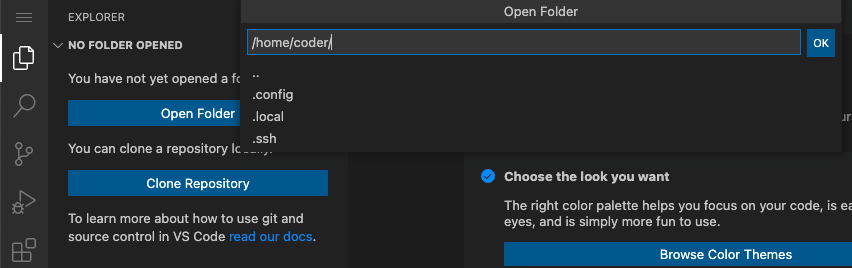 EXPLORER
NO FOLDER OPENED
You have not yet opened a fo
Open Folder
You can clone a repository locally.
Clone Repository
To learn more about how to use git and
source control in VS Code read our docs.
Open Folder
/home/coder/
OK
..
.config
.local
.ssh
Choose the look you want
The right color palette helps you focus on your code, is ea
eyes, and is simply more fun to use.
Browse Color Themes